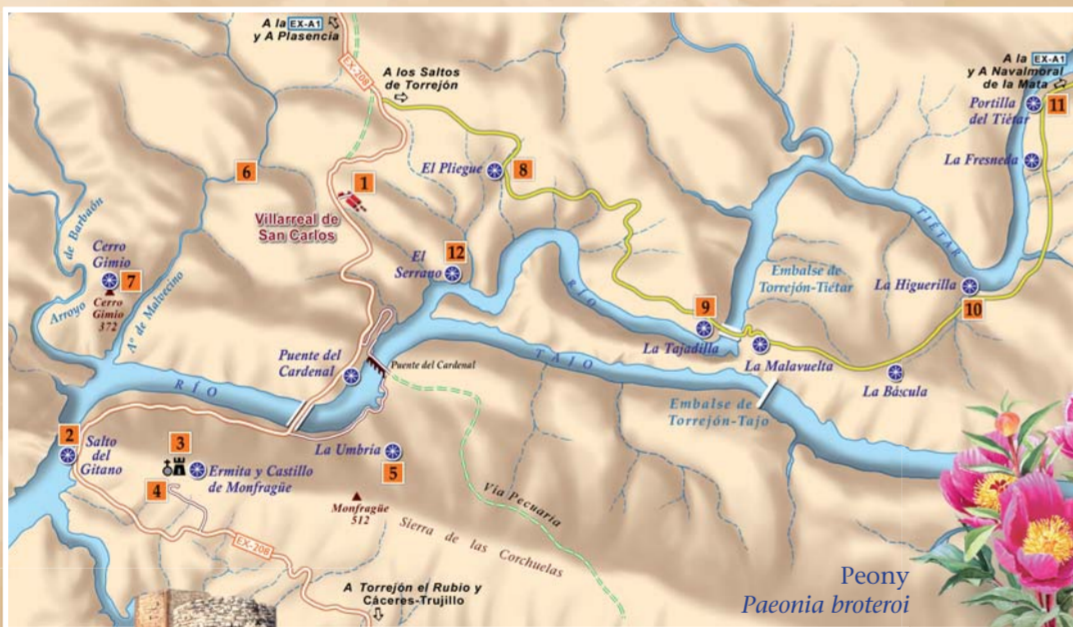 A la EX-A1
y A Plasencia
EX-208
A los Saltos
de Torrejón
A la EX-A1
y A Navalmoral
de la Mata
Portilla
del Tiétar
11
La Fresneda
6
1
El Pliegue
8
Villarreal de
San Carlos
TIÉTAR
Arroyo de Barbaón
Cerro
Gimio
7
Cerro
Gimio
372
Aº de Malvecino
12
El
Serrano
RÍO
Embalse de
Torrejón-Tiétar
La Higuerilla
10
9
La Tajadilla
La Malavuelta
La Báscula
Puente del
Cardenal
Puente del Cardenal
RÍO
TAJO
Embalse de
Torrejón-Tajo
2
Salto
del
Gitano
3
Ermita y Castillo
de Monfragüe
4
La Umbría
5
Monfragüe
512
Vía Pecuaria
Sierra de las Corchuelas
EX-208
A Torrejón el Rubio y
Cáceres-Trujillo
Peony
Paeonia broteroi